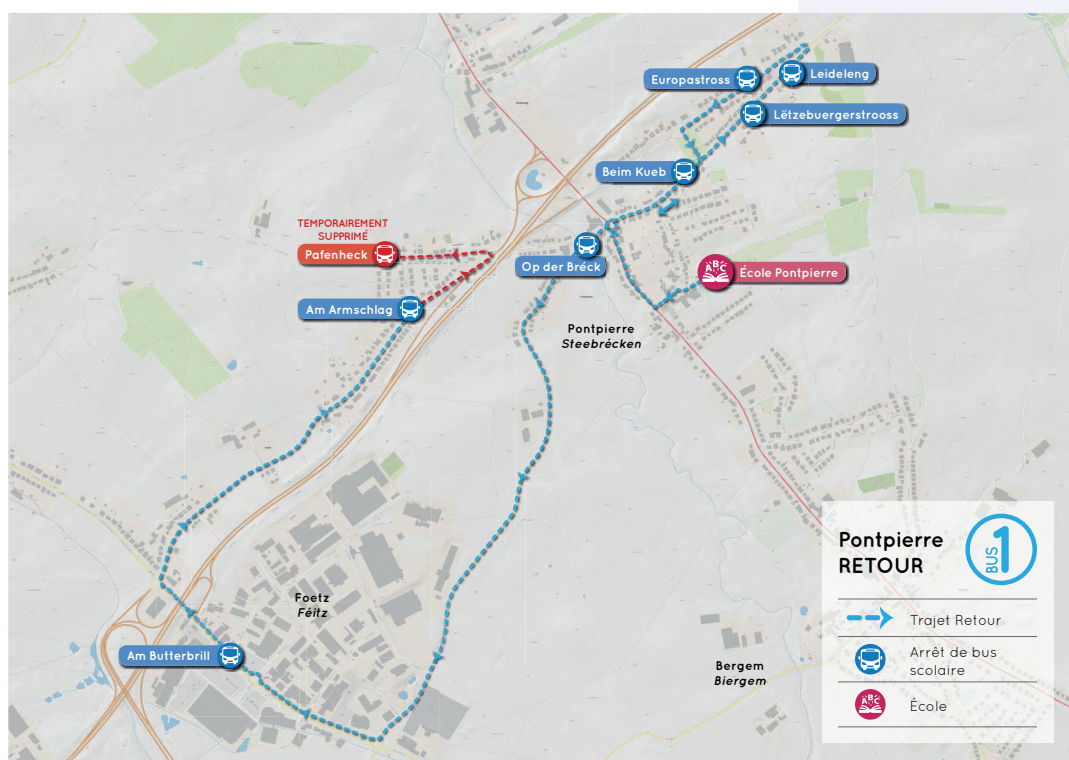 Europastross
Leideleng
Lëtzebuergerstrooss
Beim Kueb
TEMPORAIREMENT
SUPPRIMÉ
Pafenheck
Op der Bréck
École Pontpierre
Am Armschlag
Pontpierre
Steebrécken
Foetz
Féitz
Am Butterbrill
Bergem
Biergem
Pontpierre
RETOUR
BUS 1
Trajet Retour
Arrêt de bus
scolaire
ABC
École